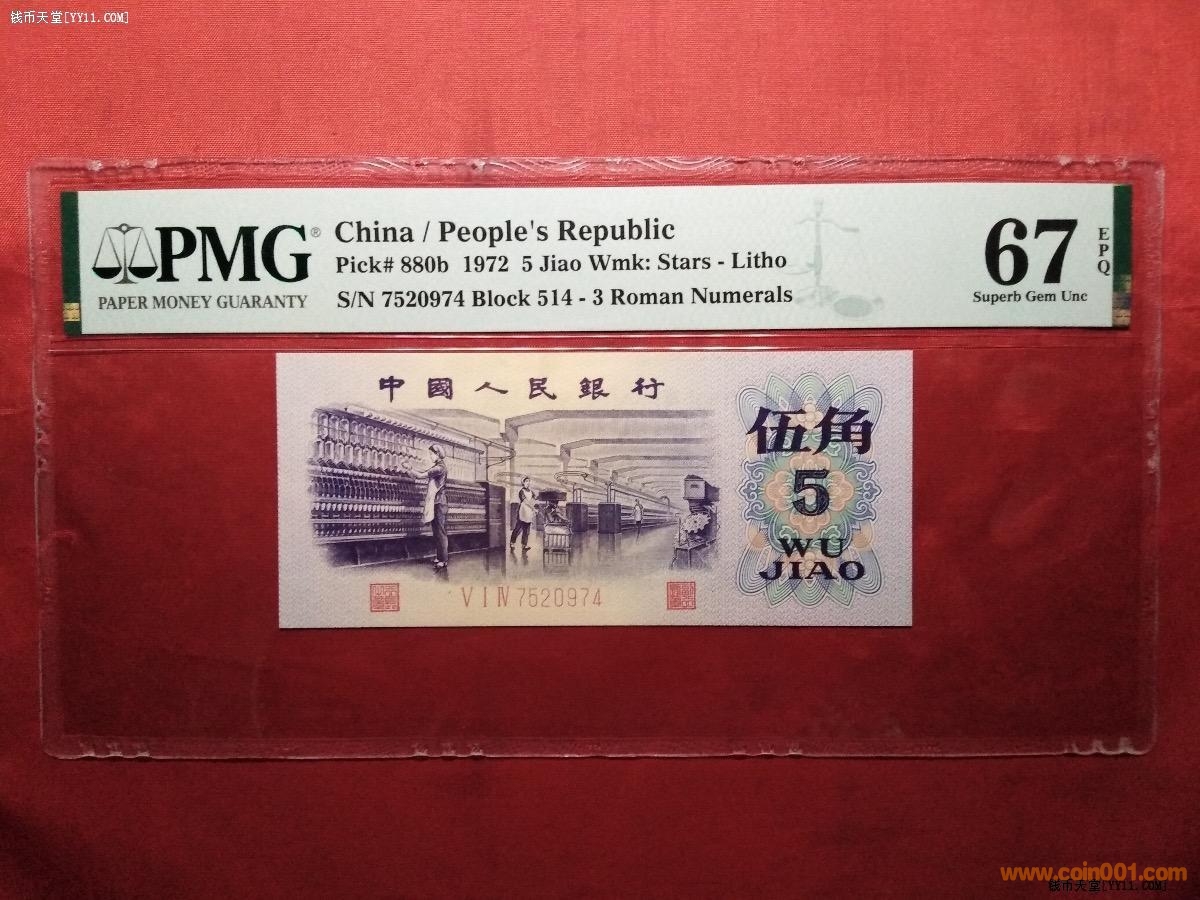 钱币天堂[YY11.COM]
PMG®
PAPER MONEY GUARANTY
China / People's Republic
Pick# 880b 1972 5 Jiao Wmk: Stars - Litho
S/N 7520974 Block 514 - 3 Roman Numerals
67
EPQ
Superb Gem Unc
中國人民銀行
伍角
5
WU
JIAO
V I IV 7520974
www.coin001.com
钱币天堂[YY11.COM]